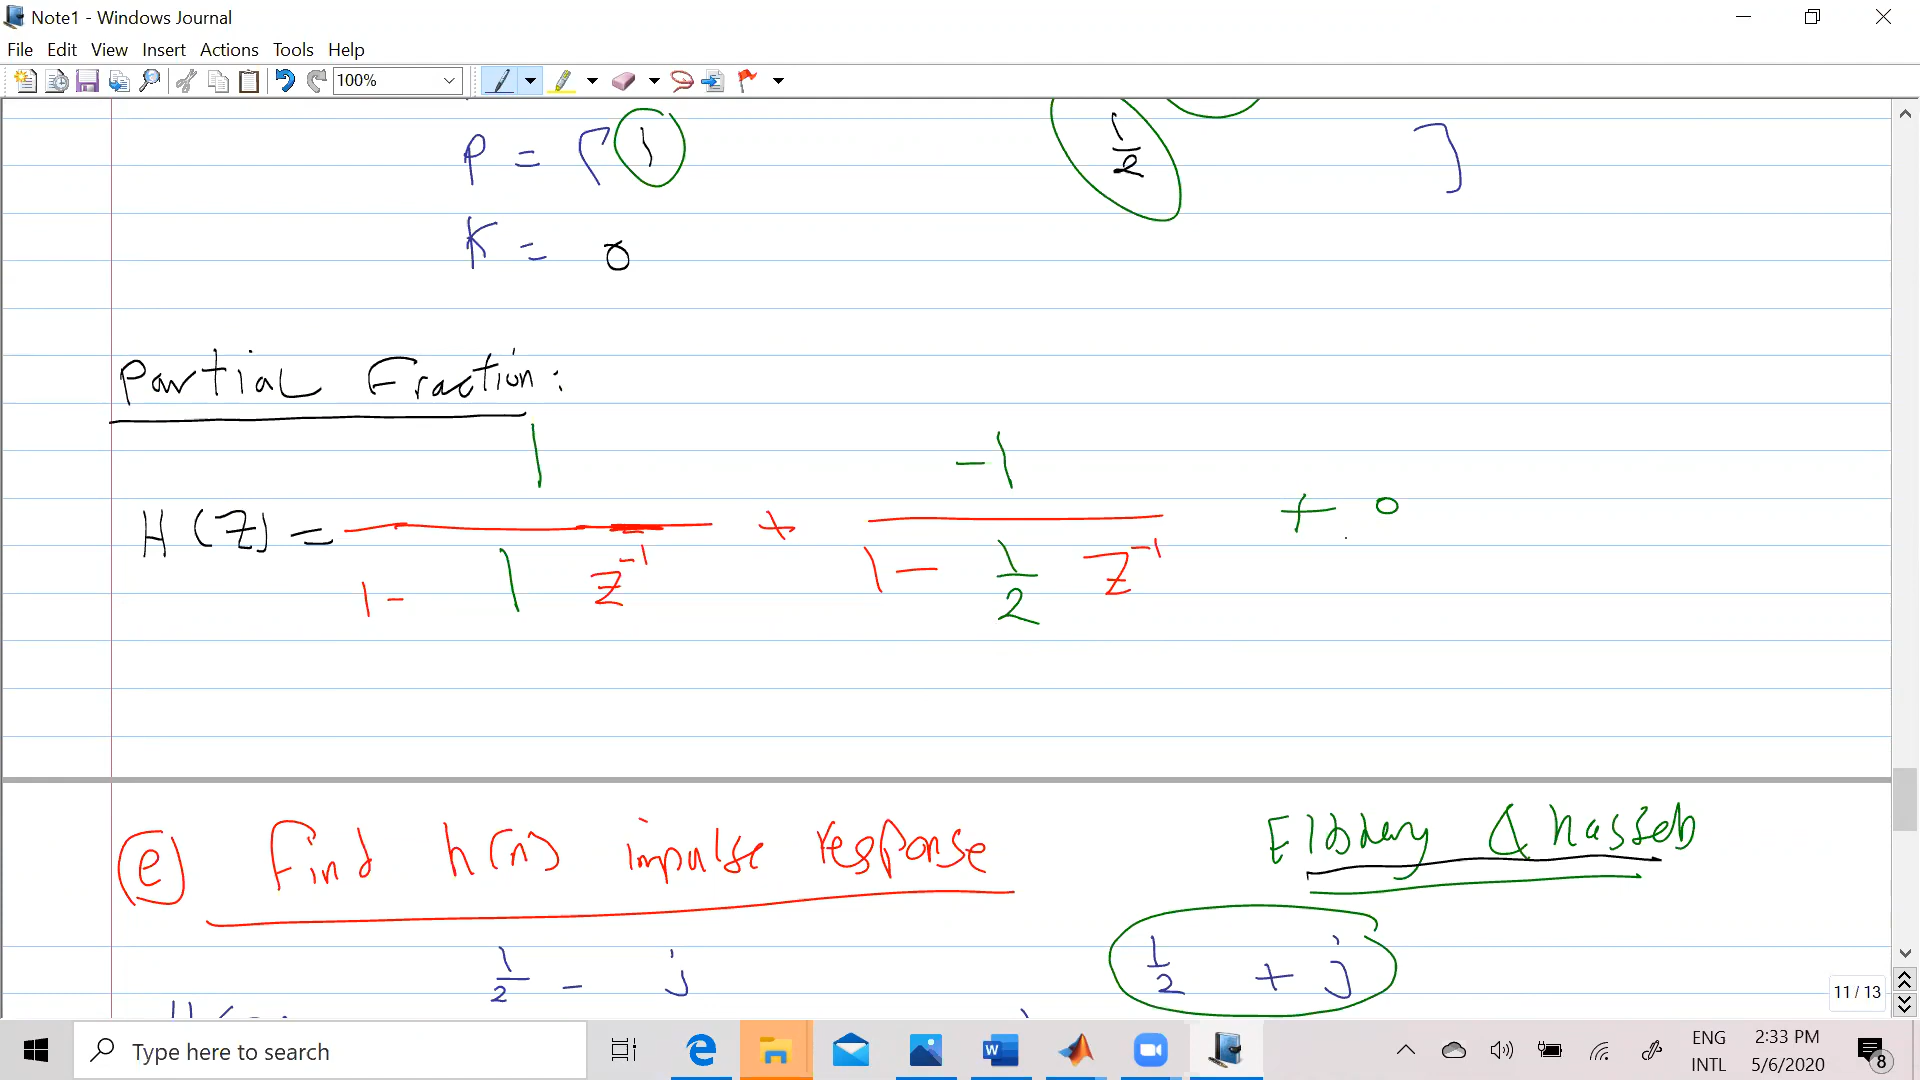 Note1 - Windows Journal
File Edit View Insert Actions Tools Help
100%
P = [ 1 1/2 ]
K = 0
Partial Fraction:
H(Z) = 1 / (1 - 1 Z^-1) + -1 / (1 - 1/2 Z^-1) + 0
(e) Find h(n) impulse response
1/2 - j 1/2 + j
11 / 13
Type here to search
ENG 2:33 PM
INTL 5/6/2020 8